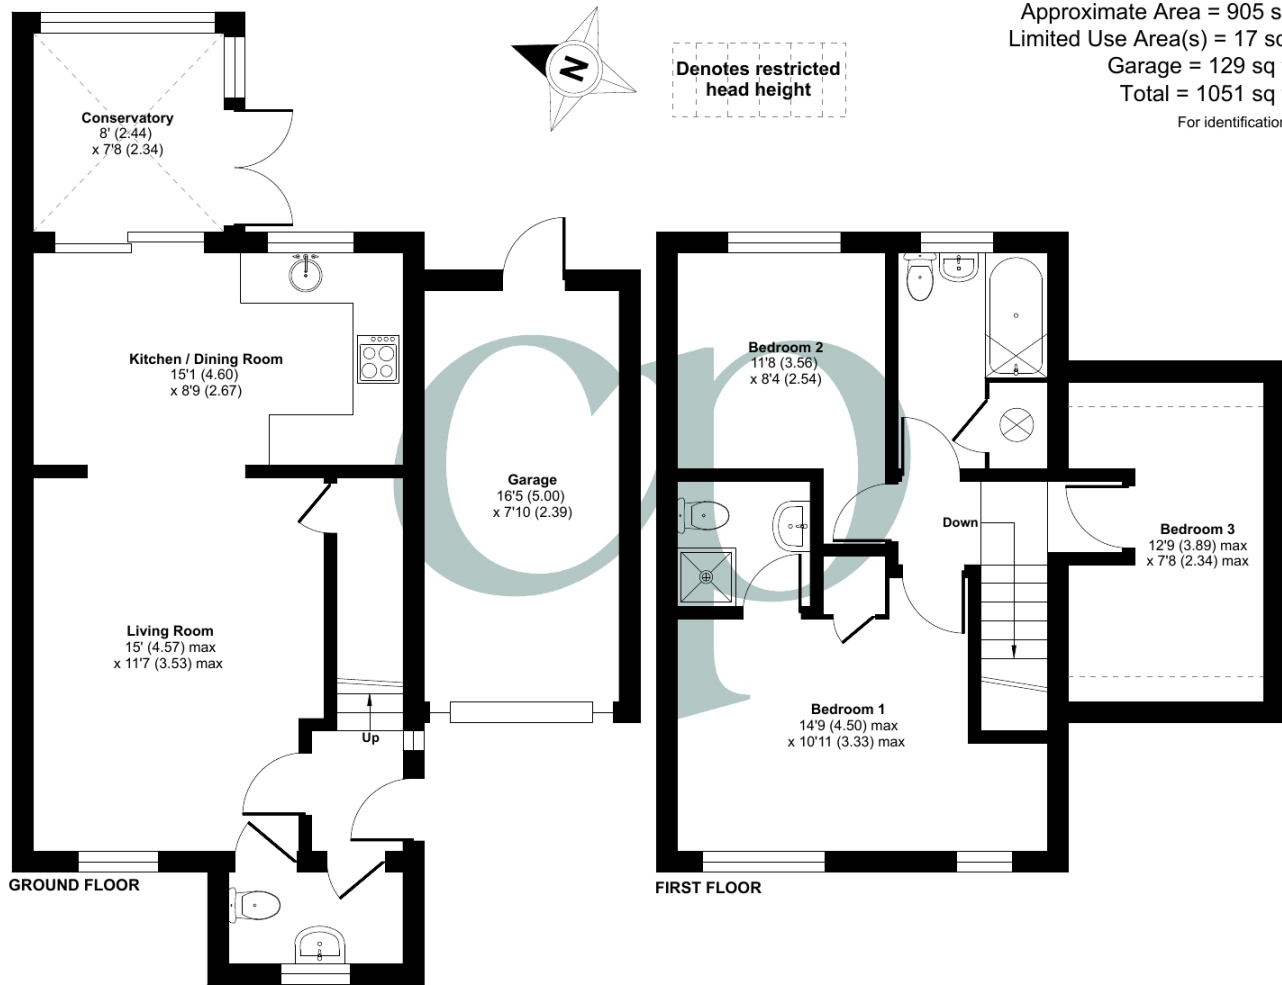 Approximate Area = 905 s
Limited Use Area(s) = 17 sq
Garage = 129 sq
Total = 1051 sq
For identification
N
Denotes restricted
head height
Conservatory
8' (2.44)
x 7'8 (2.34)
Kitchen / Dining Room
15'1 (4.60)
x 8'9 (2.67)
Garage
16'5 (5.00)
x 7'10 (2.39)
Living Room
15' (4.57) max
x 11'7 (3.53) max
Up
GROUND FLOOR
Bedroom 2
11'8 (3.56)
x 8'4 (2.54)
Down
Bedroom 3
12'9 (3.89) max
x 7'8 (2.34) max
Bedroom 1
14'9 (4.50) max
x 10'11 (3.33) max
FIRST FLOOR
cp